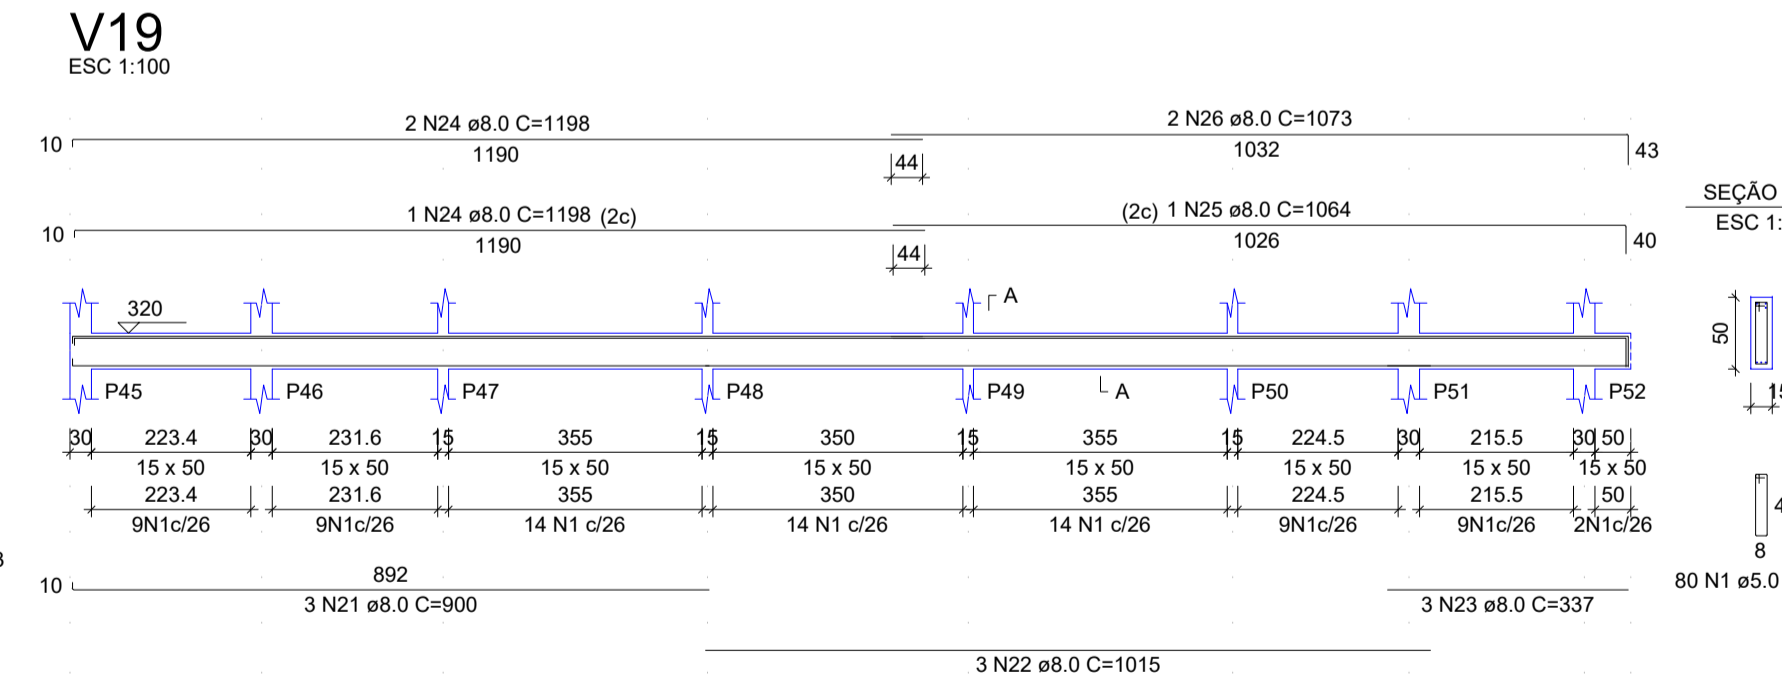 V19
ESC 1:100
2 N24 ø8.0 C=1198
2 N26 ø8.0 C=1073
10
1190
1032
43
44
1 N24 ø8.0 C=1198 (2c)
(2c) 1 N25 ø8.0 C=1064
10
1190
1026
40
44
SEÇÃO
ESC 1:
320
A
50
P45 P46 P47 P48 P49 A P50 P51 P52
15
30 223.4 30 231.6 15 355 15 350 15 355 15 224.5 30 215.5 30 50
15 x 50 15 x 50 15 x 50 15 x 50 15 x 50 15 x 50 15 x 50 15 x 50
223.4 231.6 355 350 355 224.5 215.5 50
9N1c/26 9N1c/26 14 N1 c/26 14 N1 c/26 14 N1 c/26 9N1c/26 9N1c/26 2N1c/26
4
8
80 N1 ø5.0
10
892
3 N21 ø8.0 C=900
3 N23 ø8.0 C=337
3 N22 ø8.0 C=1015